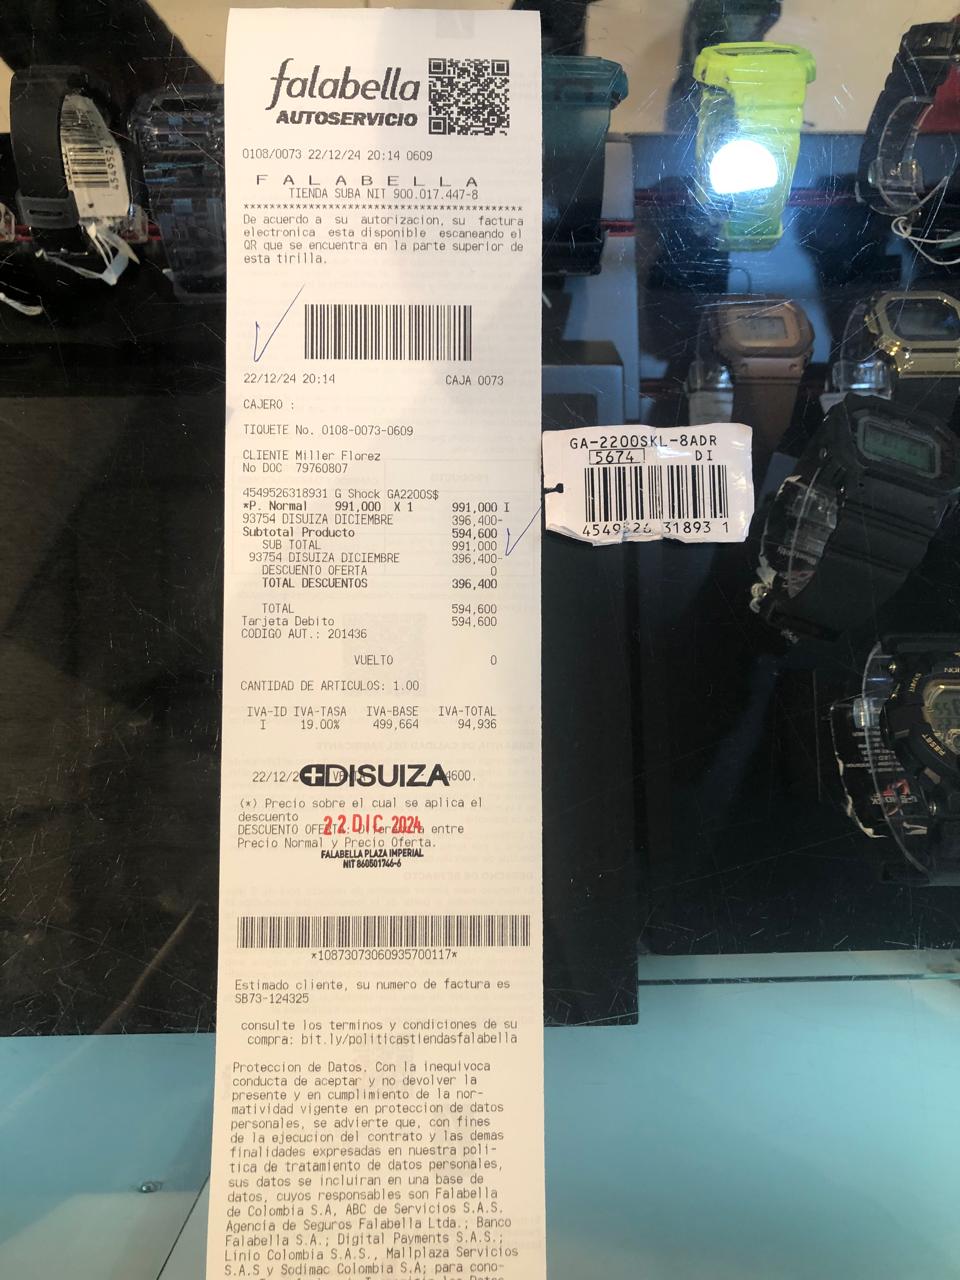 falabella
AUTOSERVICIO
0108/0073 22/12/24 20:14 0609
F A L A B E L L A
TIENDA SUBA NIT 900.017.447-8
****************************************
De acuerdo a su autorizacion, su factura
electronica esta disponible escaneando el
QR que se encuentra en la parte superior de
esta tirilla.
22/12/24 20:14 CAJA 0073
CAJERO :
TIQUETE No. 0108-0073-0609
CLIENTE Miller Florez
No DOC 79760807
4549526318931 G Shock GA2200S$
*P. Normal 991,000 X 1 991,000 I
93754 DISUIZA DICIEMBRE 396,400-
Subtotal Producto 594,600
SUB TOTAL 991,000
93754 DISUIZA DICIEMBRE 396,400-
DESCUENTO OFERTA 0
TOTAL DESCUENTOS 396,400
TOTAL 594,600
Tarjeta Debito 594,600
CODIGO AUT.: 201436
VUELTO 0
CANTIDAD DE ARTICULOS: 1.00
IVA-ID IVA-TASA IVA-BASE IVA-TOTAL
I 19.00% 499,664 94,936
22/12/2 DISUIZA 4600.
(*) Precio sobre el cual se aplica el
descuento
22 DIC 2024
DESCUENTO OFERTA: Diferencia entre
Precio Normal y Precio Oferta.
FALABELLA PLAZA IMPERIAL
NIT 860501746-6
*10873073060935700117*
Estimado cliente, su numero de factura es
SB73-124325
consulte los terminos y condiciones de su
compra: bit.ly/politicastiendasfalabella
Proteccion de Datos. Con la inequivoca
conducta de aceptar y no devolver la
presente y en cumplimiento de la nor-
matividad vigente en proteccion de datos
personales, se advierte que, con fines
de la ejecucion del contrato y las demas
finalidades expresadas en nuestra poli-
tica de tratamiento de datos personales,
sus datos se incluiran en una base de
datos, cuyos responsables son Falabella
de Colombia S.A, ABC de Servicios S.A.S.
Agencia de Seguros Falabella Ltda.; Banco
Falabella S.A.; Digital Payments S.A.S.;
Linio Colombia S.A.S., Mallplaza Servicios
S.A.S y Sodimac Colombia S.A; para cono-
GA-2200SKL-8ADR
5674 DI
4549526 318931